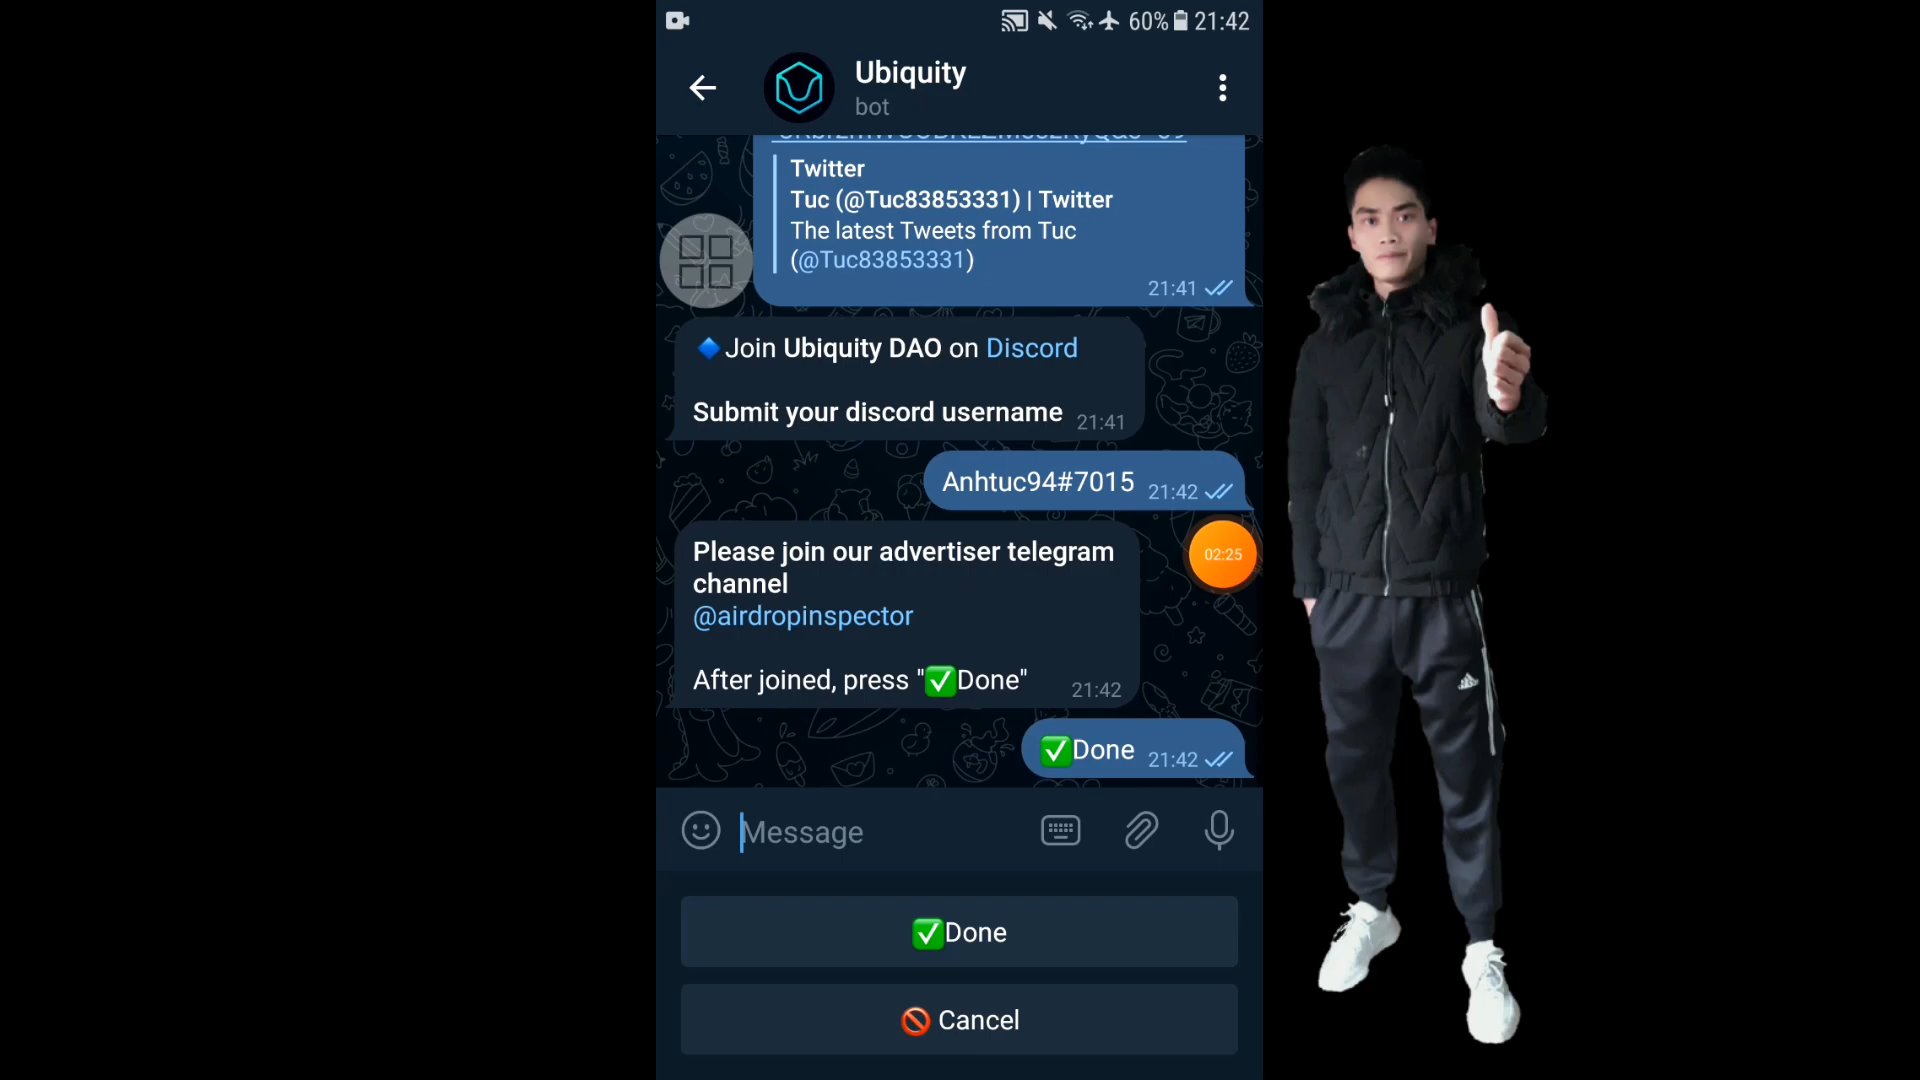 60% 21:42
Ubiquity
bot
Twitter
Tuc (@Tuc83853331) | Twitter
The latest Tweets from Tuc
(@Tuc83853331)
21:41
🔷Join Ubiquity DAO on Discord
Submit your discord username 21:41
Anhtuc94#7015 21:42
Please join our advertiser telegram
channel
@airdropinspector
02:25
After joined, press "✅Done" 21:42
✅Done 21:42
Message
✅Done
🚫 Cancel